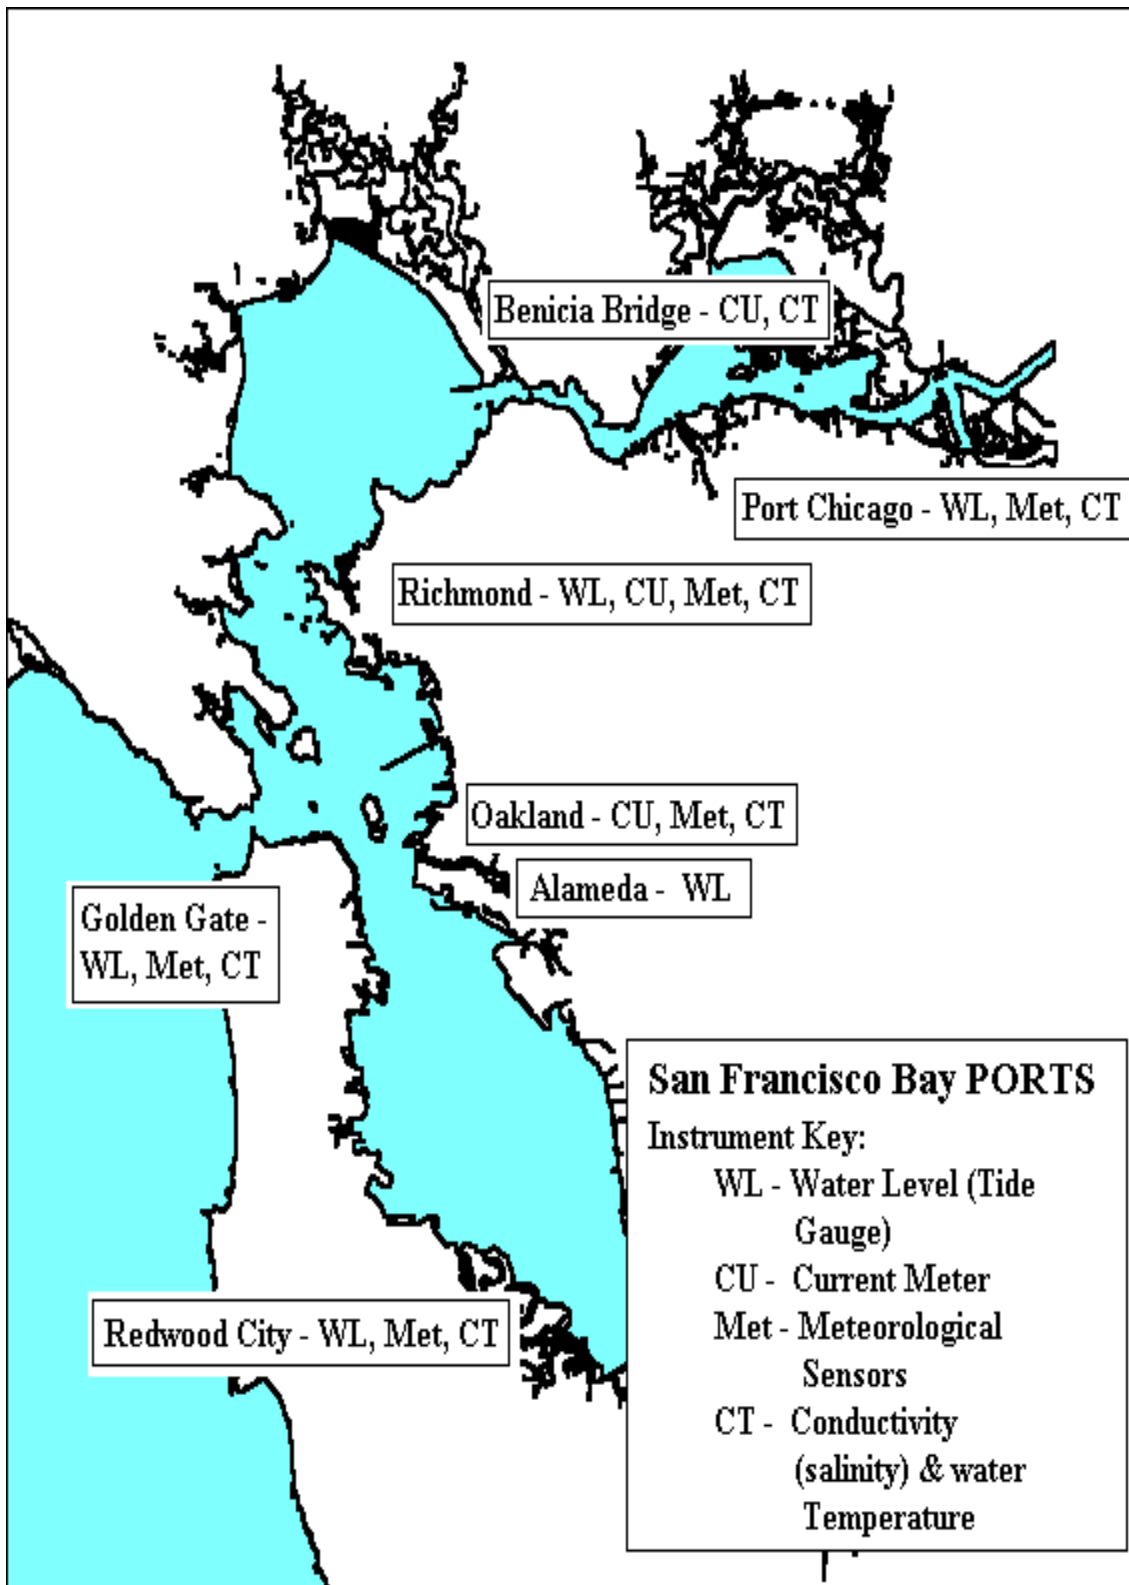 Benicia Bridge - CU, CT
Port Chicago - WL, Met, CT
Richmond - WL, CU, Met, CT
Oakland - CU, Met, CT
Alameda - WL
Golden Gate -
WL, Met, CT
Redwood City - WL, Met, CT
San Francisco Bay PORTS
Instrument Key:
WL - Water Level (Tide
Gauge)
CU - Current Meter
Met - Meteorological
Sensors
CT - Conductivity
(salinity) & water
Temperature